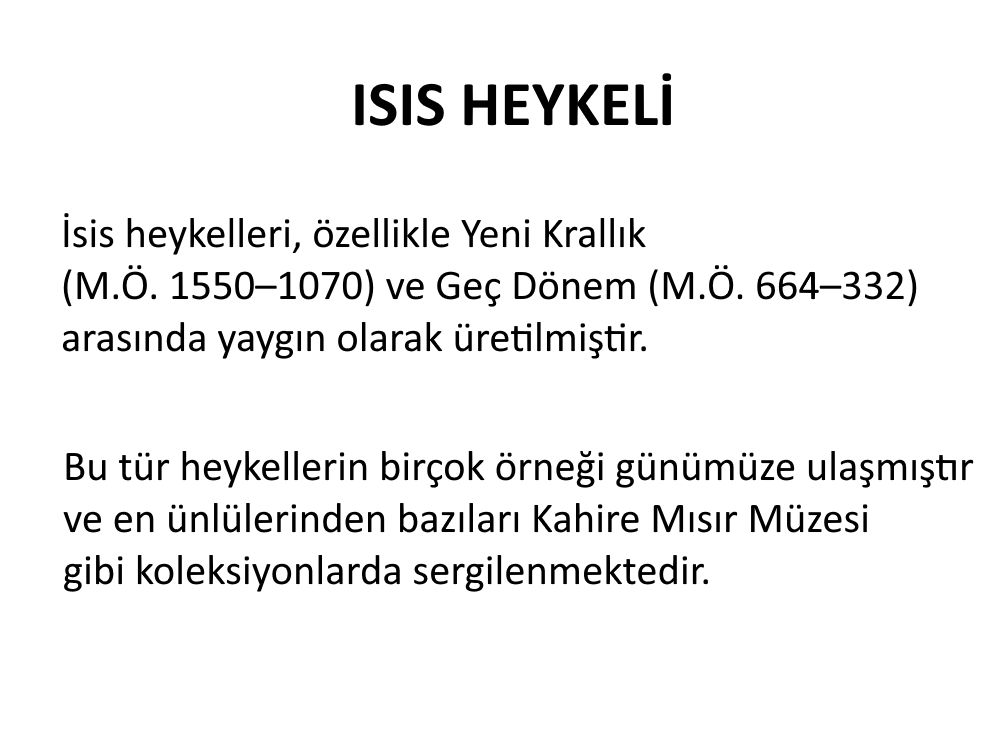 ISIS HEYKELİ
İsis heykelleri, özellikle Yeni Krallık
(M.Ö. 1550–1070) ve Geç Dönem (M.Ö. 664–332)
arasında yaygın olarak üretilmiştir.
Bu tür heykellerin birçok örneği günümüze ulaşmıştır
ve en ünlülerinden bazıları Kahire Mısır Müzesi
gibi koleksiyonlarda sergilenmektedir.